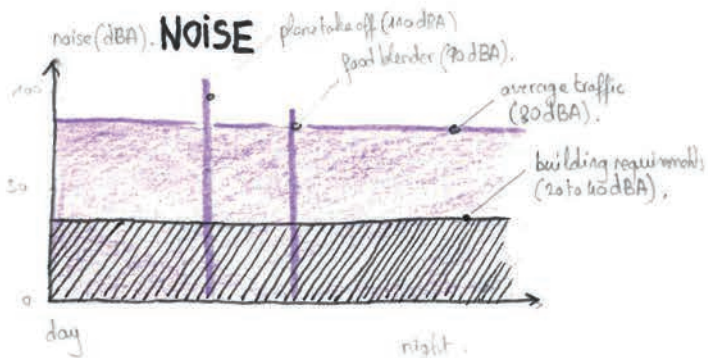 noise (dBA). NOISE
plane take off (110 dBA)
food blender (90 dBA).
average traffic
(80 dBA).
building requirements
(20 to 40 dBA).
100
50
0
day
night.